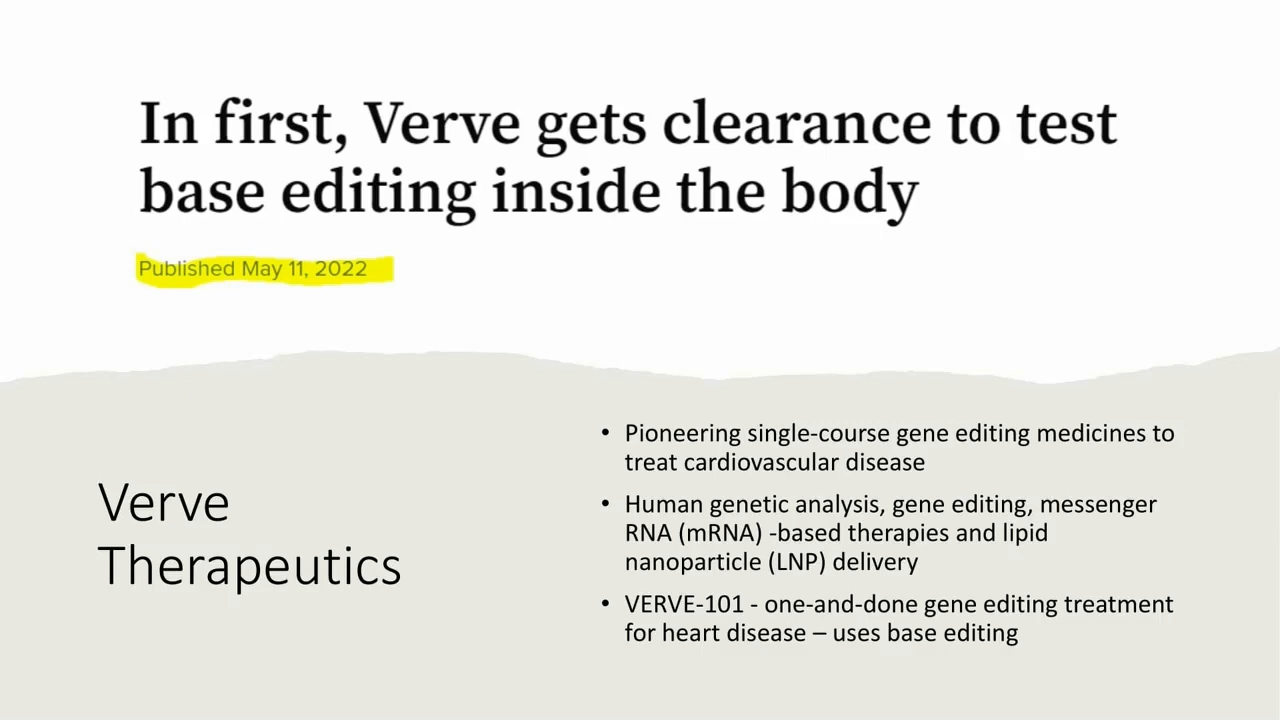 In first, Verve gets clearance to test
base editing inside the body
Published May 11, 2022
Verve
Therapeutics
• Pioneering single-course gene editing medicines to
treat cardiovascular disease
• Human genetic analysis, gene editing, messenger
RNA (mRNA) -based therapies and lipid
nanoparticle (LNP) delivery
• VERVE-101 - one-and-done gene editing treatment
for heart disease – uses base editing